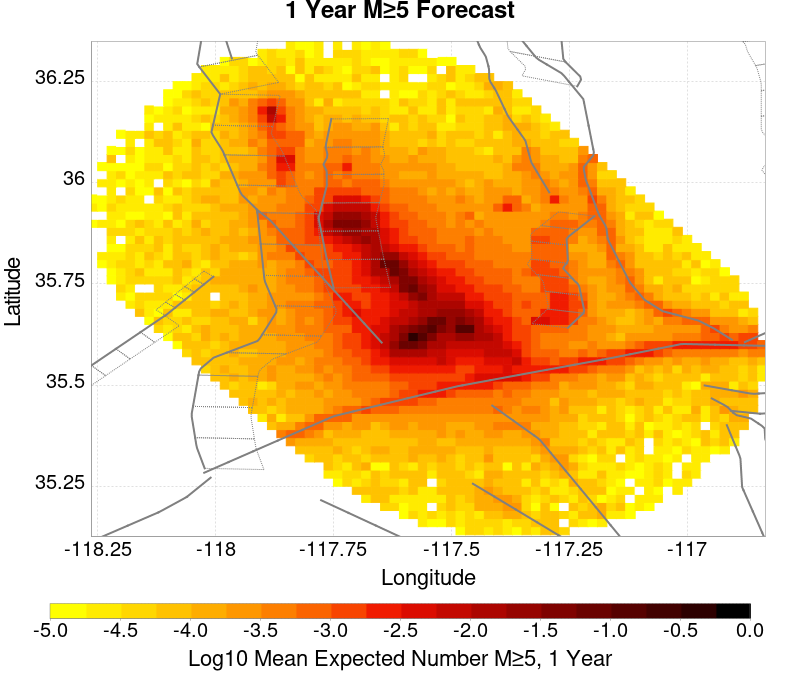 1 Year M≥5 Forecast
36.25
36
35.75
35.5
35.25
Latitude
-118.25 -118 -117.75 -117.5 -117.25 -117
Longitude
-5.0 -4.5 -4.0 -3.5 -3.0 -2.5 -2.0 -1.5 -1.0 -0.5 0.0
Log10 Mean Expected Number M≥5, 1 Year